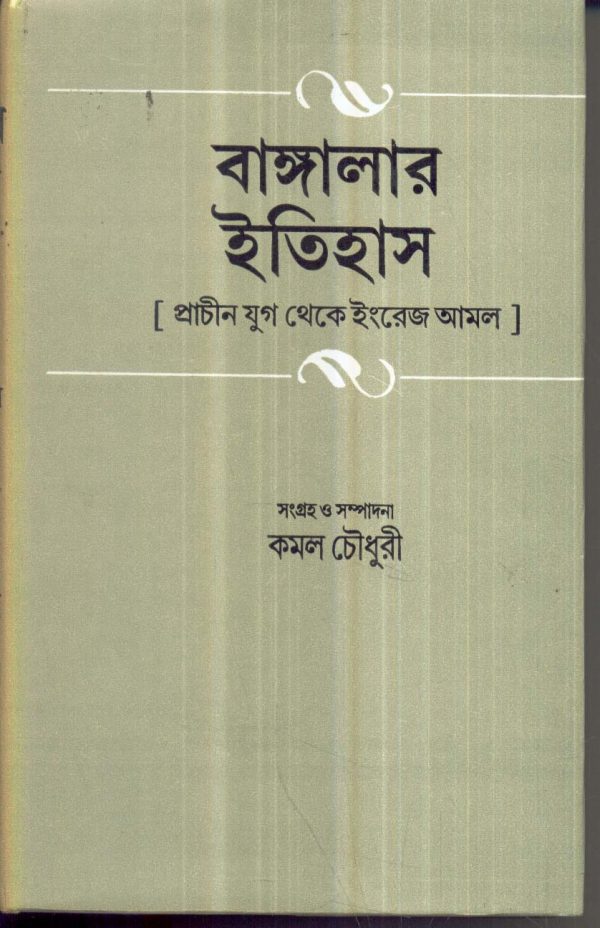 বাঙ্গালার
ইতিহাস
[ প্রাচীন যুগ থেকে ইংরেজ আমল ]
সংগ্রহ ও সম্পাদনা
কমল চৌধুরী